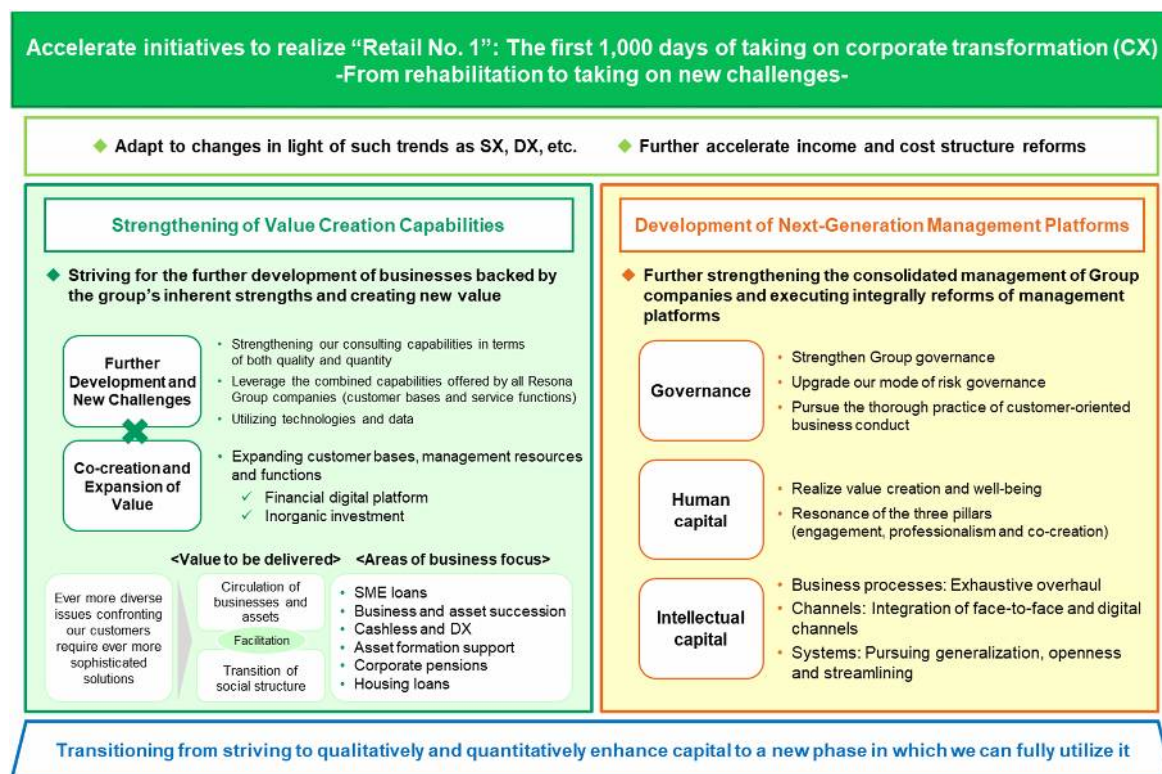 Accelerate initiatives to realize “Retail No. 1”: The first 1,000 days of taking on corporate transformation (CX)
-From rehabilitation to taking on new challenges-
Adapt to changes in light of such trends as SX, DX, etc.
Further accelerate income and cost structure reforms
Strengthening of Value Creation Capabilities
Striving for the further development of businesses backed by
the group’s inherent strengths and creating new value
Further
Development and
New Challenges
• Strengthening our consulting capabilities in terms
of both quality and quantity
• Leverage the combined capabilities offered by all Resona
Group companies (customer bases and service functions)
• Utilizing technologies and data
Co-creation and
Expansion of
Value
• Expanding customer bases, management resources
and functions
✓ Financial digital platform
✓ Inorganic investment
<Value to be delivered>
<Areas of business focus>
Ever more diverse
issues confronting
our customers
require ever more
sophisticated
solutions
Circulation of
businesses and
assets
Facilitation
Transition of
social structure
• SME loans
• Business and asset succession
• Cashless and DX
• Asset formation support
• Corporate pensions
• Housing loans
Development of Next-Generation Management Platforms
Further strengthening the consolidated management of Group
companies and executing integrally reforms of management
platforms
Governance
• Strengthen Group governance
• Upgrade our mode of risk governance
• Pursue the thorough practice of customer-oriented
business conduct
Human
capital
• Realize value creation and well-being
• Resonance of the three pillars
(engagement, professionalism and co-creation)
Intellectual
capital
• Business processes: Exhaustive overhaul
• Channels: Integration of face-to-face and digital
channels
• Systems: Pursuing generalization, openness
and streamlining
Transitioning from striving to qualitatively and quantitatively enhance capital to a new phase in which we can fully utilize it